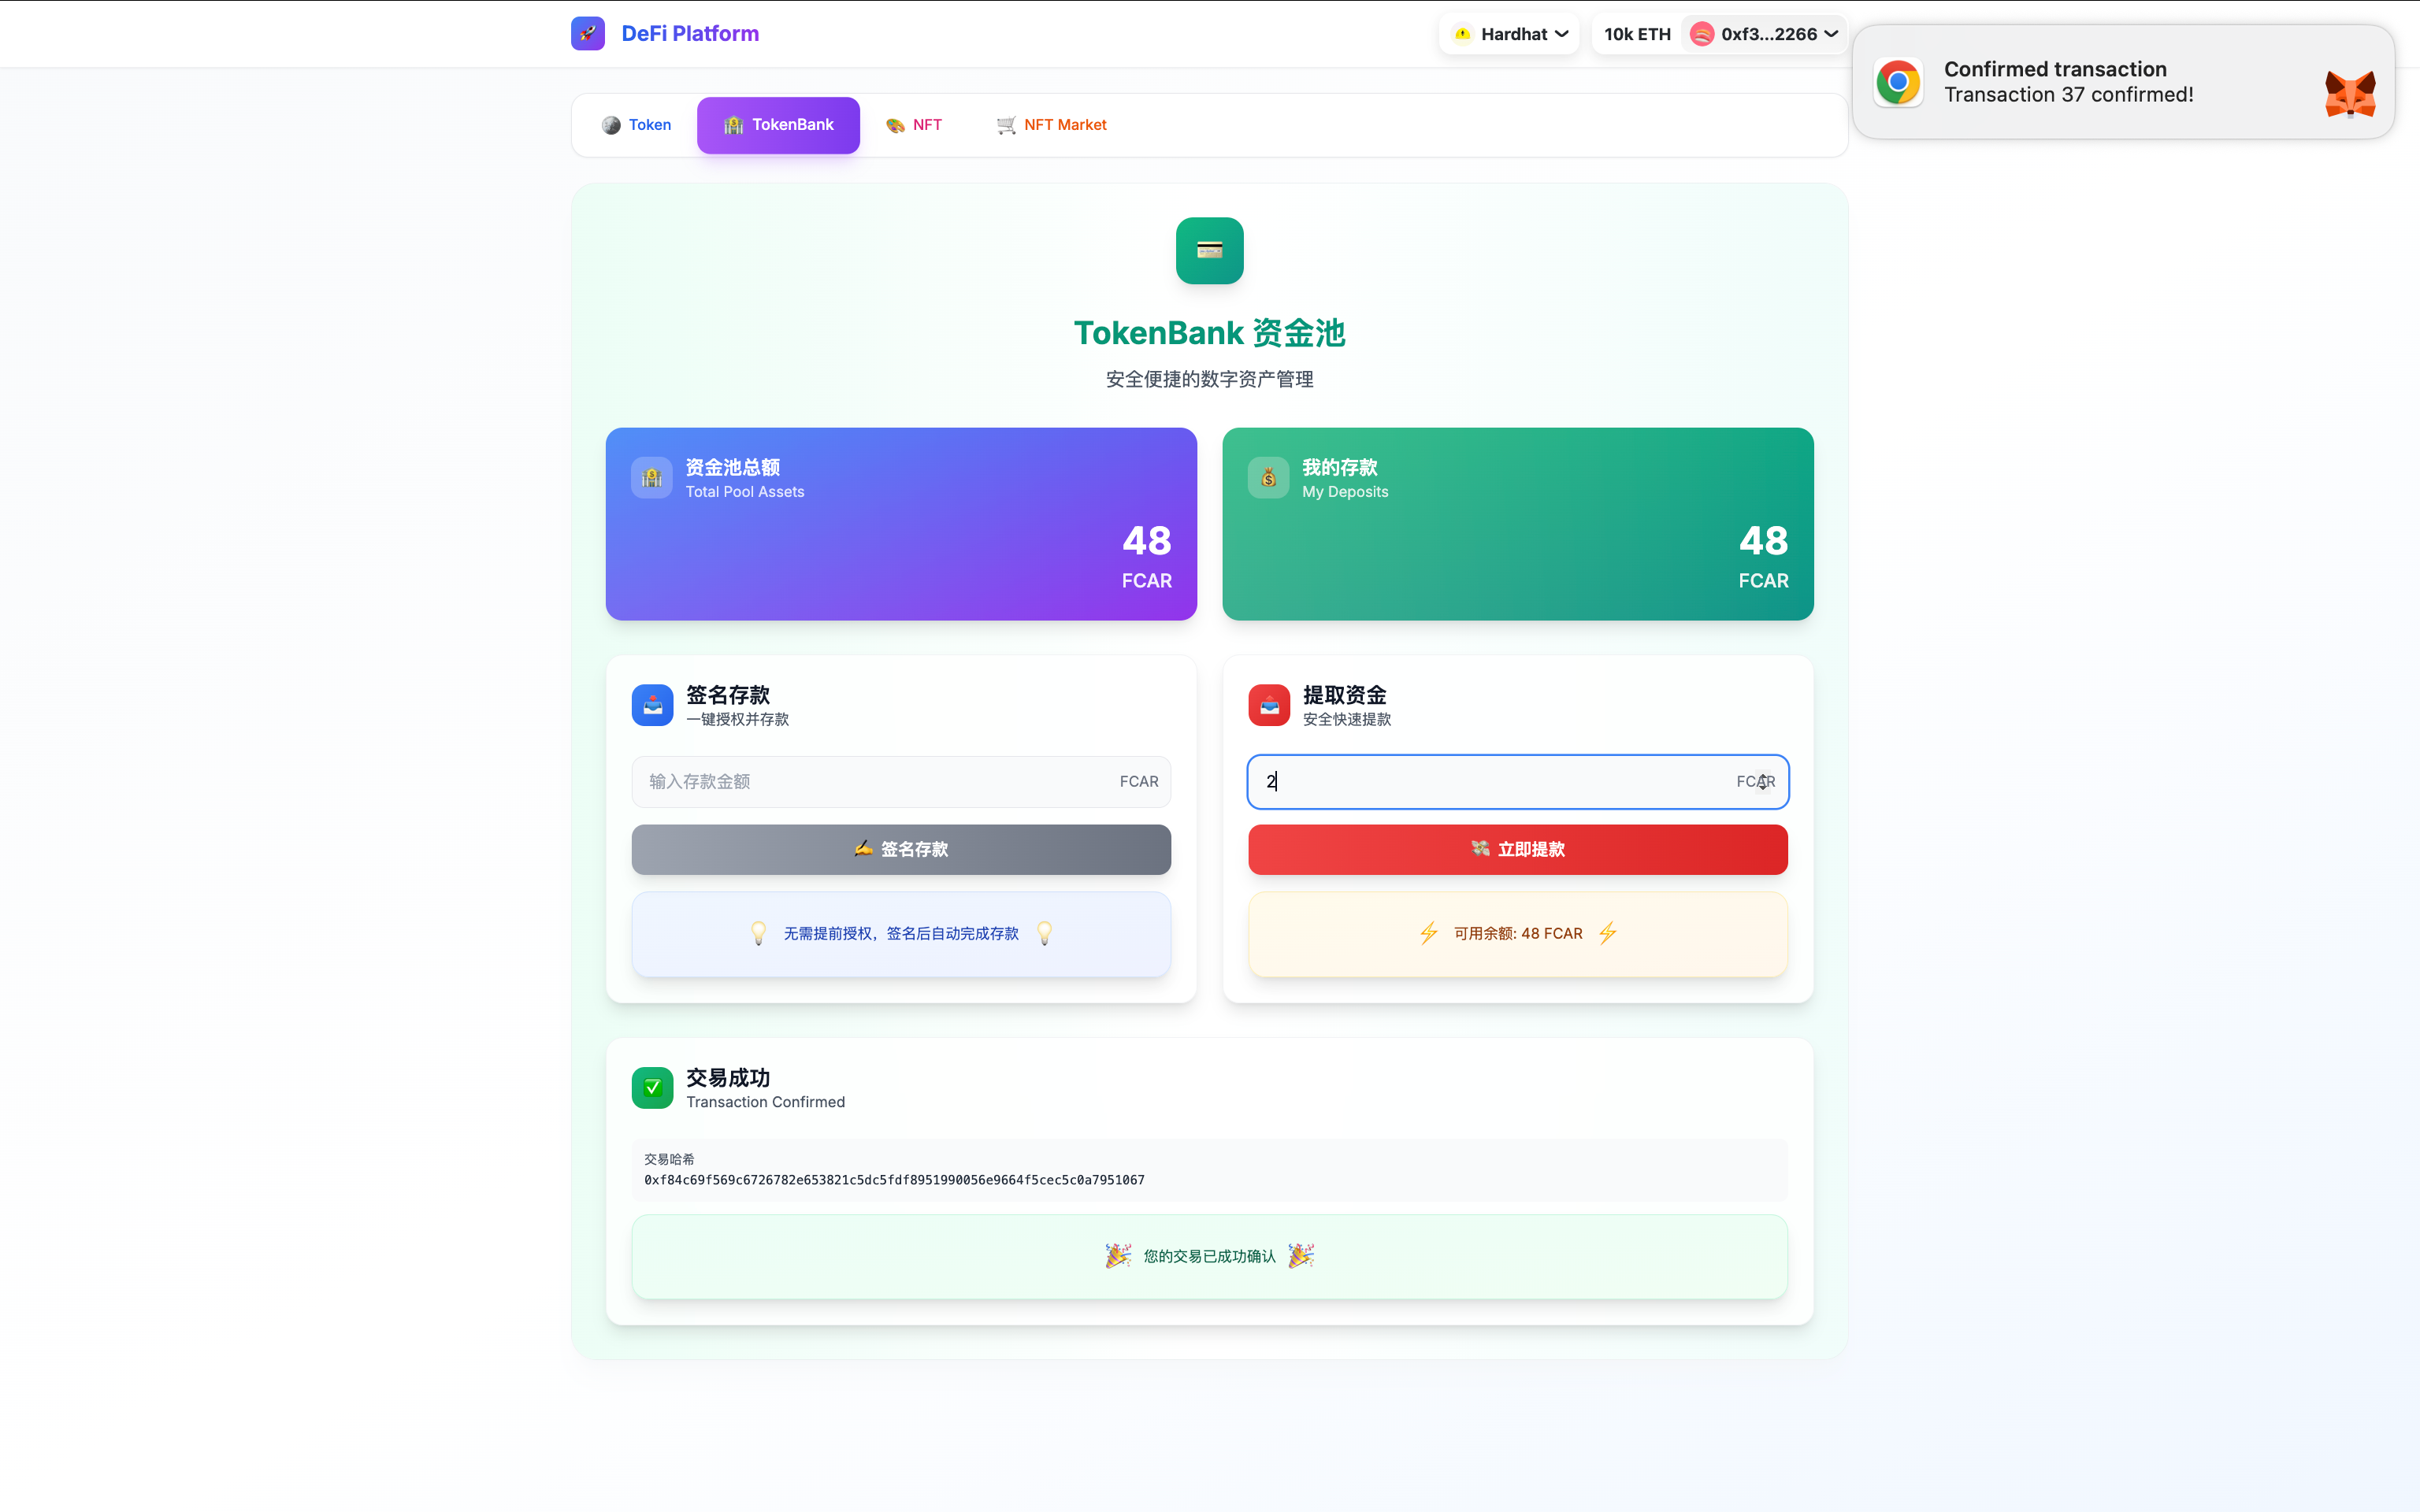 DeFi Platform
Hardhat
10k ETH
0xf3...2266
Confirmed transaction
Transaction 37 confirmed!
Token
TokenBank
NFT
NFT Market
TokenBank 资金池
安全便捷的数字资产管理
资金池总额
Total Pool Assets
48
FCAR
我的存款
My Deposits
48
FCAR
签名存款
一键授权并存款
输入存款金额
FCAR
签名存款
无需提前授权，签名后自动完成存款
提取资金
安全快速提款
2
FCAR
立即提款
可用余额: 48 FCAR
交易成功
Transaction Confirmed
交易哈希
0xf84c69f569c6726782e653821c5dc5fdf8951990056e9664f5cec5c0a7951067
您的交易已成功确认